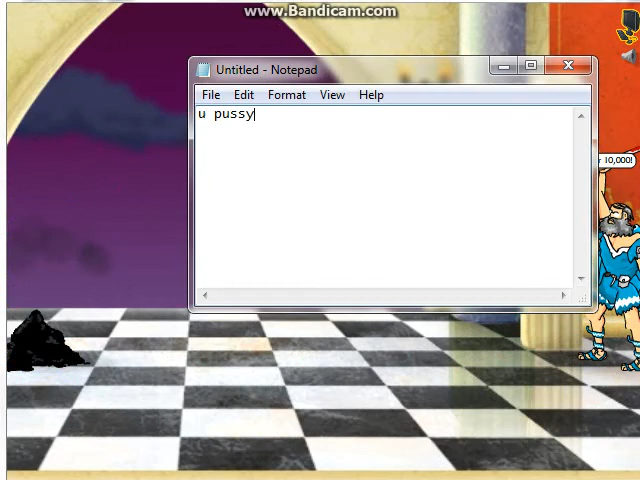 www.Bandicam.com
Untitled - Notepad
File Edit Format View Help
u pussy
10,000!